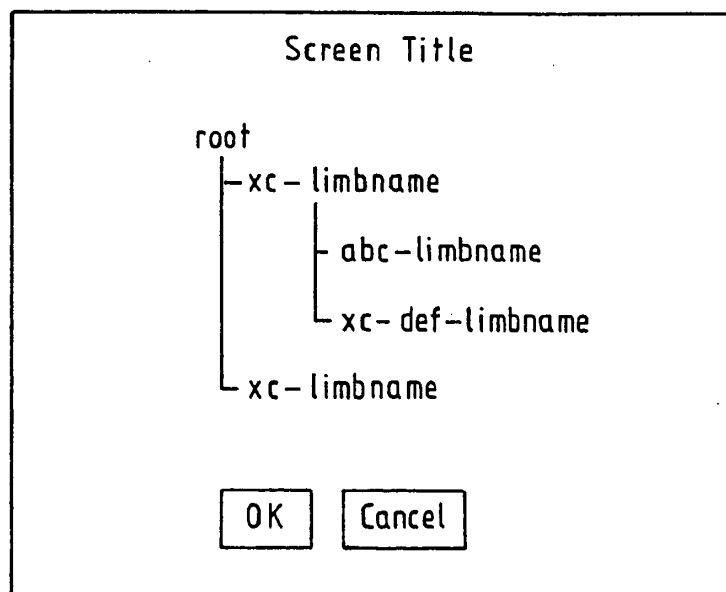 Screen Title
root
xc-limbname
abc-limbname
xc-def-limbname
xc-limbname
OK Cancel